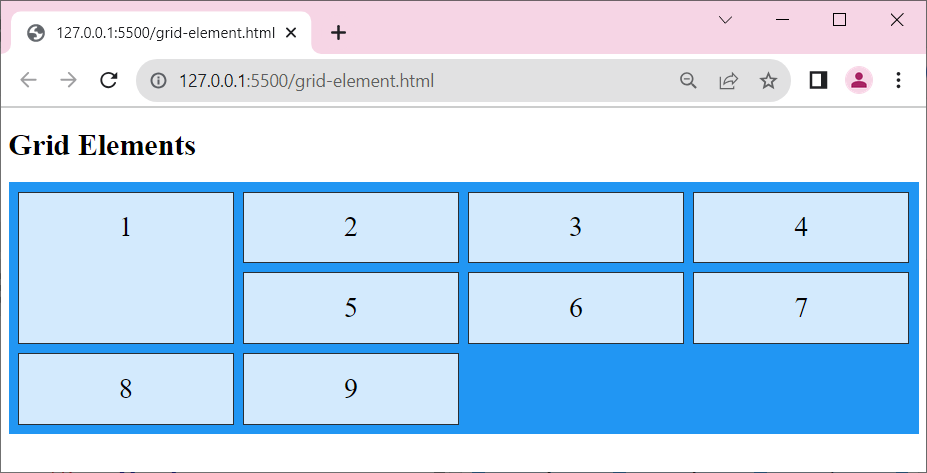 127.0.0.1:5500/grid-element.html
127.0.0.1:5500/grid-element.html
Grid Elements
1 2 3 4
5 6 7
8 9